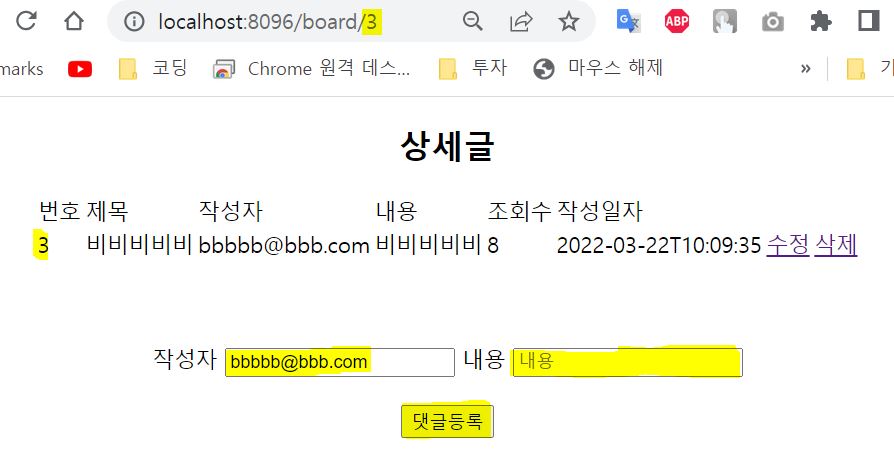 localhost:8096/board/3
marks 코딩 Chrome 원격 데스... 투자 마우스 해제 »
상세글
번호 제목 작성자 내용 조회수 작성일자
3 비비비비비 bbbbb@bbb.com 비비비비비 8 2022-03-22T10:09:35 수정 삭제
작성자 bbbbb@bbb.com 내용 내용
댓글등록